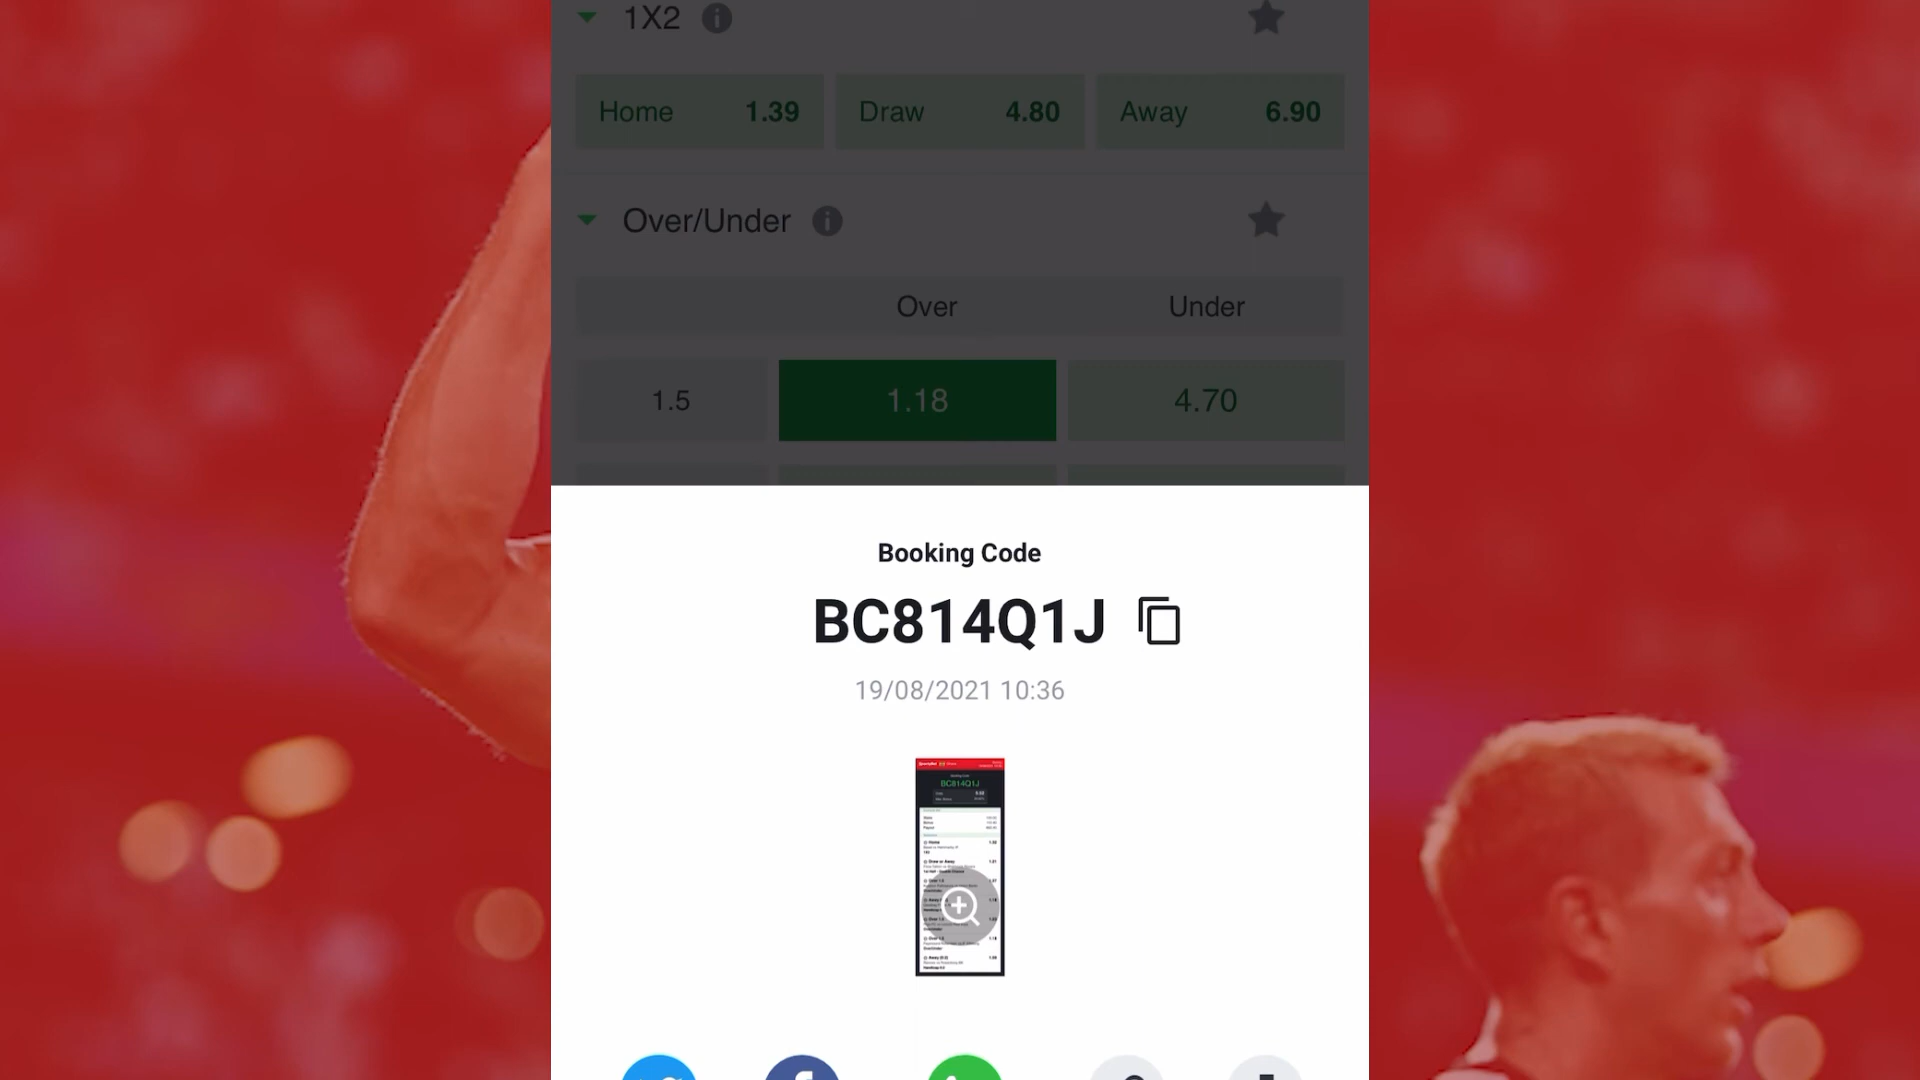 1X2
Home 1.39 Draw 4.80 Away 6.90
Over/Under
Over Under
1.5 1.18 4.70
Booking Code
BC814Q1J
19/08/2021 10:36
BC814Q1J